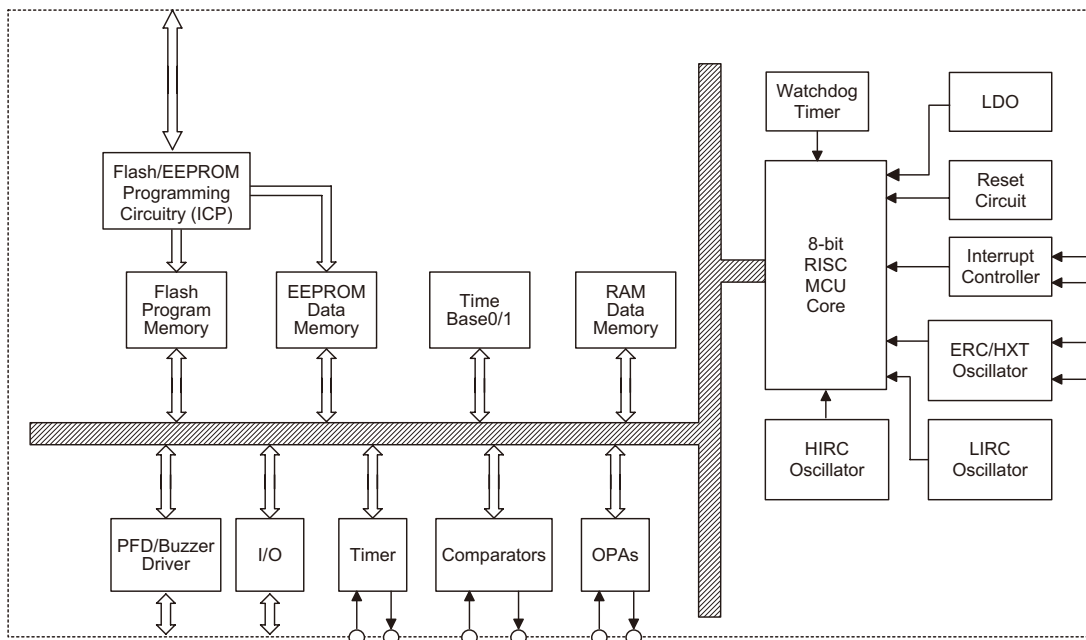 Watchdog
Timer
LDO
Flash/EEPROM
Programming
Circuitry (ICP)
Reset
Circuit
8-bit
RISC
MCU
Core
Interrupt
Controller
Flash
Program
Memory
EEPROM
Data
Memory
Time
Base0/1
RAM
Data
Memory
ERC/HXT
Oscillator
HIRC
Oscillator
LIRC
Oscillator
PFD/Buzzer
Driver
I/O
Timer
Comparators
OPAs